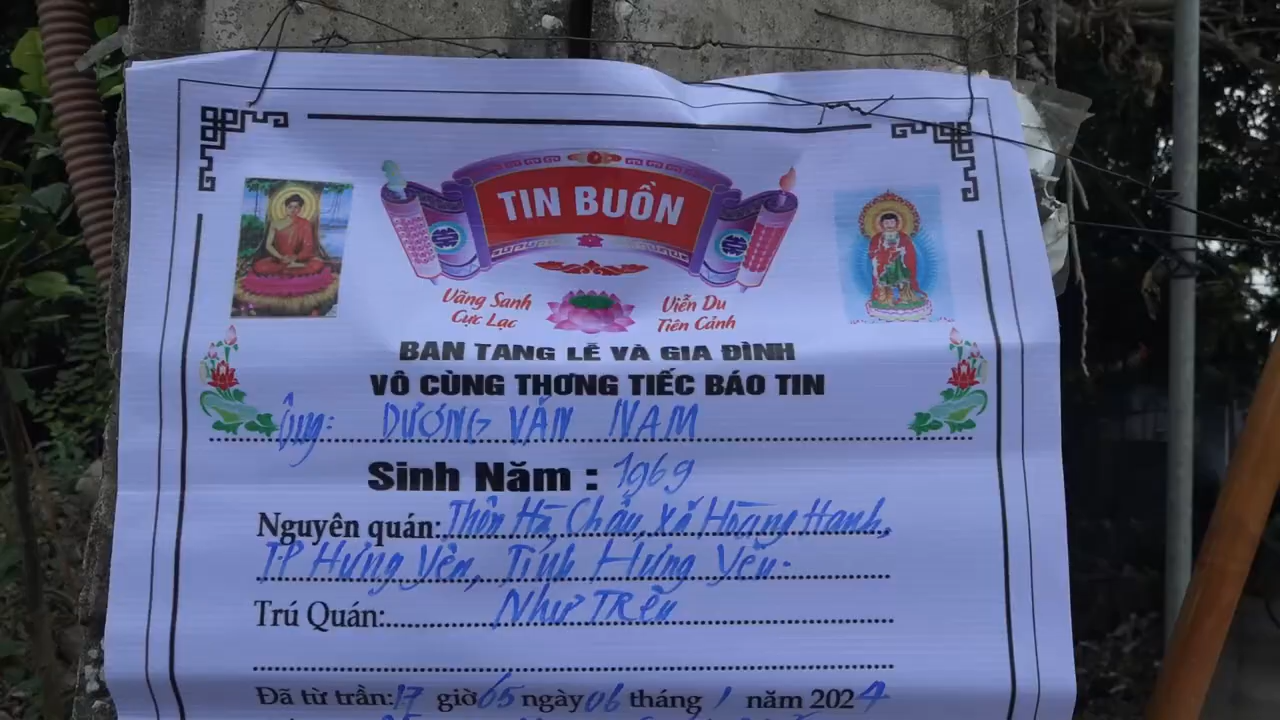 TIN BUỒN
Vãng Sanh
Cực Lạc
Viễn Du
Tiên Cảnh
BAN TANG LỄ VÀ GIA ĐÌNH
VÔ CÙNG THƠNG TIẾC BÁO TIN
Ông: DƯƠNG VĂN NAM
Sinh Năm : 1969
Nguyên quán: Thôn Hà Châu, xã Hoàng Hanh,
TP Hưng Yên, Tỉnh Hưng Yên.
Trú Quán: NHƯ TRÊN
Đã từ trần: 17 giờ 05 ngày 06 tháng 1 năm 2024